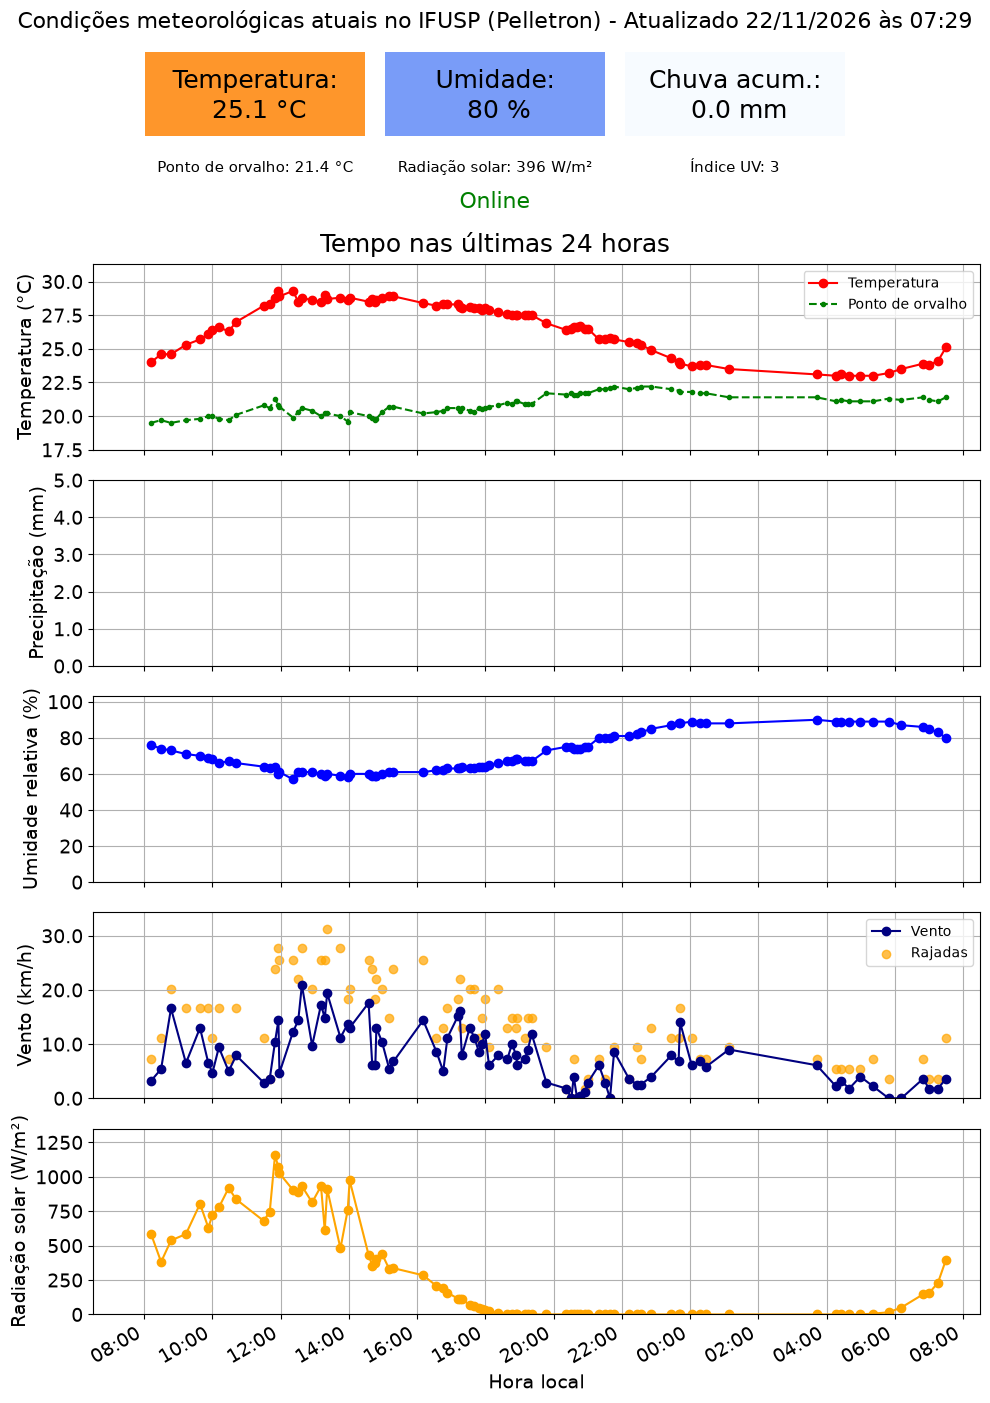 Condições meteorológicas atuais no IFUSP (Pelletron) - Atualizado 22/11/2026 às 07:29
Temperatura:
25.1 °C
Umidade:
80 %
Chuva acum.:
0.0 mm
Ponto de orvalho: 21.4 °C
Radiação solar: 396 W/m²
Índice UV: 3
Online
Tempo nas últimas 24 horas
Temperatura (°C)
30.0
27.5
25.0
22.5
20.0
17.5
Temperatura
Ponto de orvalho
Precipitação (mm)
5.0
4.0
3.0
2.0
1.0
0.0
Umidade relativa (%)
100
80
60
40
20
0
Vento (km/h)
30.0
20.0
10.0
0.0
Vento
Rajadas
Radiação solar (W/m²)
1250
1000
750
500
250
0
08:00
10:00
12:00
14:00
16:00
18:00
20:00
22:00
00:00
02:00
04:00
06:00
08:00
Hora local